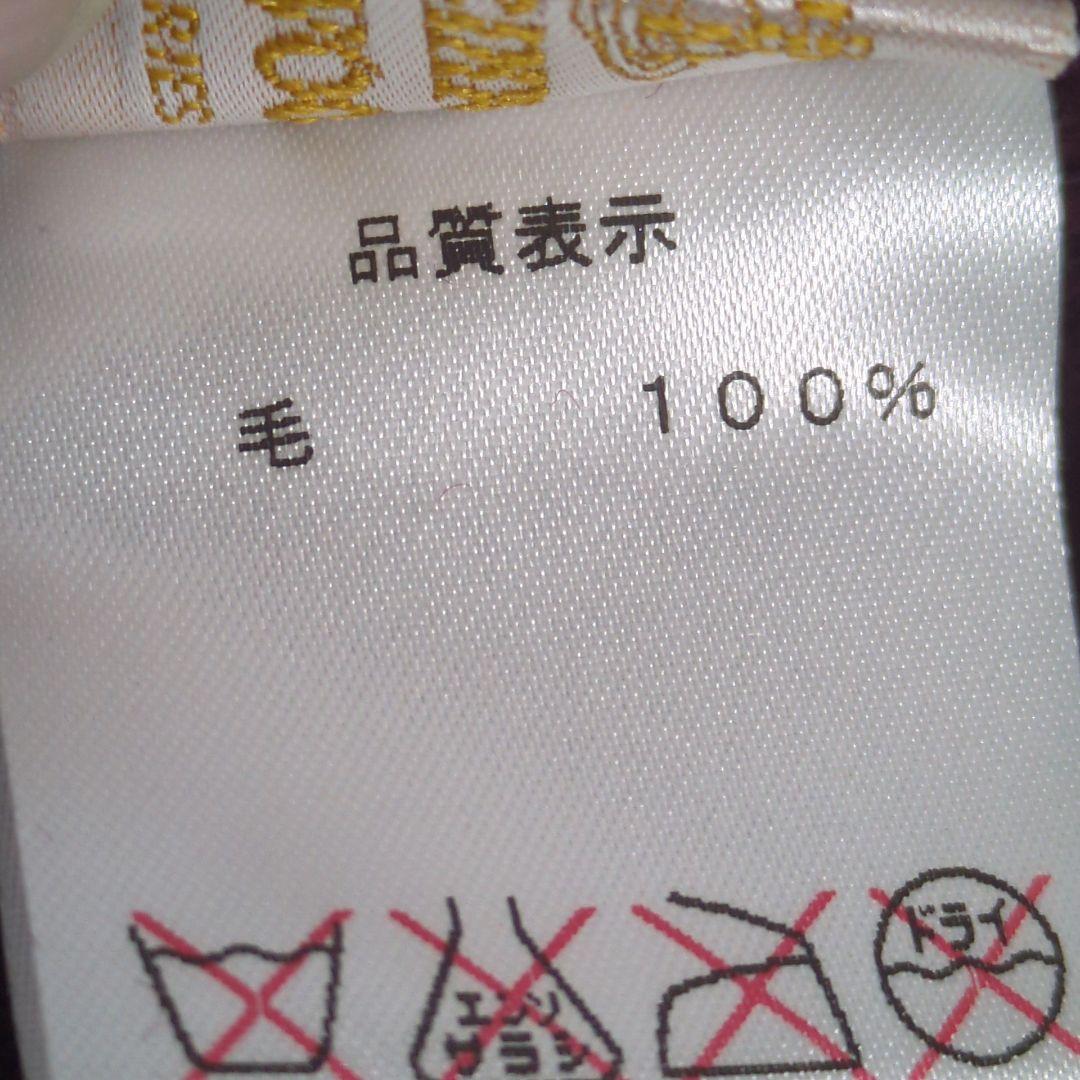 品質表示
毛 100%
エンソ
サラシ
ドライ